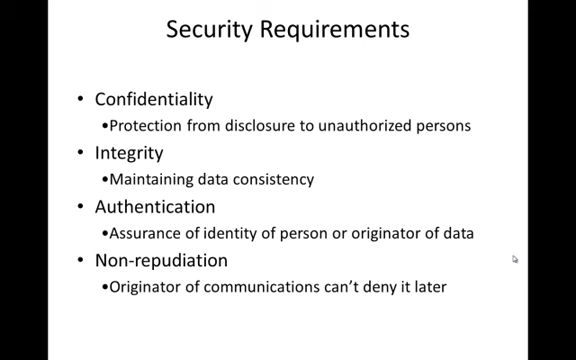 Security Requirements
• Confidentiality
•Protection from disclosure to unauthorized persons
• Integrity
•Maintaining data consistency
• Authentication
•Assurance of identity of person or originator of data
• Non-repudiation
•Originator of communications can't deny it later